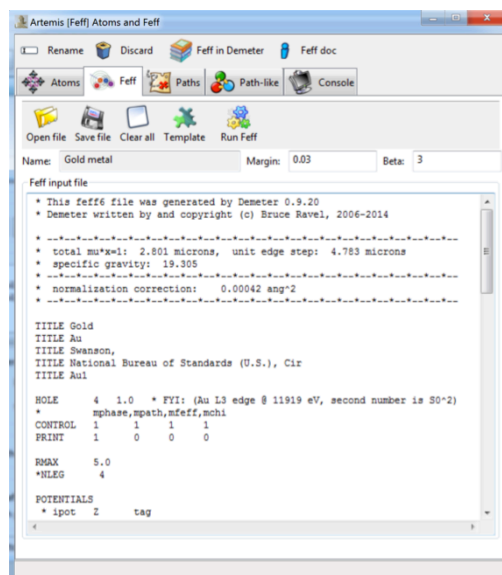 Artemis [Feff] Atoms and Feff
Rename Discard Feff in Demeter Feff doc
Atoms Feff Paths Path-like Console
Open file Save file Clear all Template Run Feff
Name: Gold metal Margin: 0.03 Beta: 3
Feff input file
* This feff6 file was generated by Demeter 0.9.20
* Demeter written by and copyright (c) Bruce Ravel, 2006-2014
* --*--*--*--*--*--*--*--*--*--*--*--*--*--*--*--*--*--*--*--
* total mu*x=1: 2.801 microns, unit edge step: 4.783 microns
* specific gravity: 19.305
* --*--*--*--*--*--*--*--*--*--*--*--*--*--*--*--*--*--*--*--
* normalization correction: 0.00042 ang^2
* --*--*--*--*--*--*--*--*--*--*--*--*--*--*--*--*--*--*--*--
TITLE Gold
TITLE Au
TITLE Swanson,
TITLE National Bureau of Standards (U.S.), Cir
TITLE Au1
HOLE 4 1.0 * FYI: (Au L3 edge @ 11919 eV, second number is S0^2)
* mphase,mpath,mfeff,mchi
CONTROL 1 1 1 1
PRINT 1 0 0 0
RMAX 5.0
*NLEG 4
POTENTIALS
* ipot Z tag